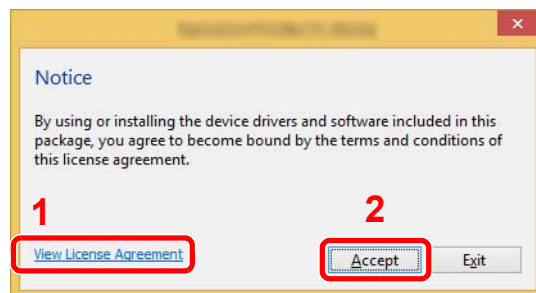 Notice
By using or installing the device drivers and software included in this
package, you agree to become bound by the terms and conditions of
this license agreement.
1
2
View License Agreement
Accept
Exit